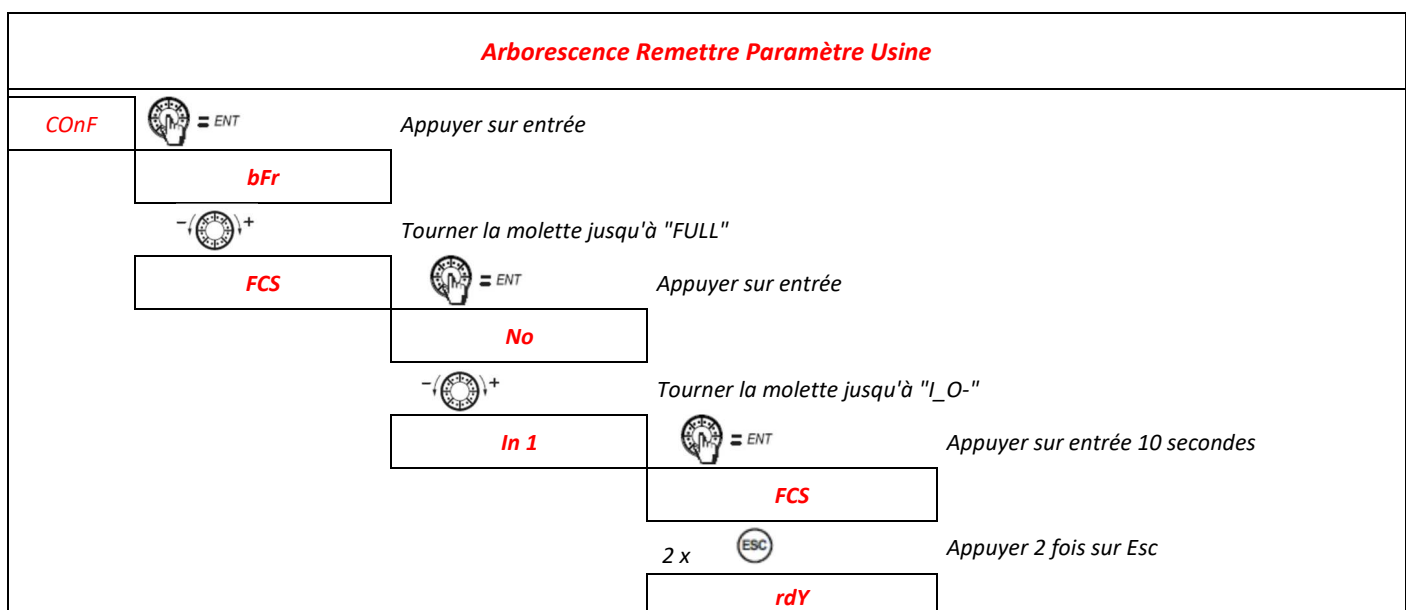 Arborescence Remettre Paramètre Usine
COnF = ENT Appuyer sur entrée
bFr
- + Tourner la molette jusqu'à "FULL"
FCS = ENT Appuyer sur entrée
No
- + Tourner la molette jusqu'à "I_O-"
In 1 = ENT Appuyer sur entrée 10 secondes
FCS
2 x ESC Appuyer 2 fois sur Esc
rdY